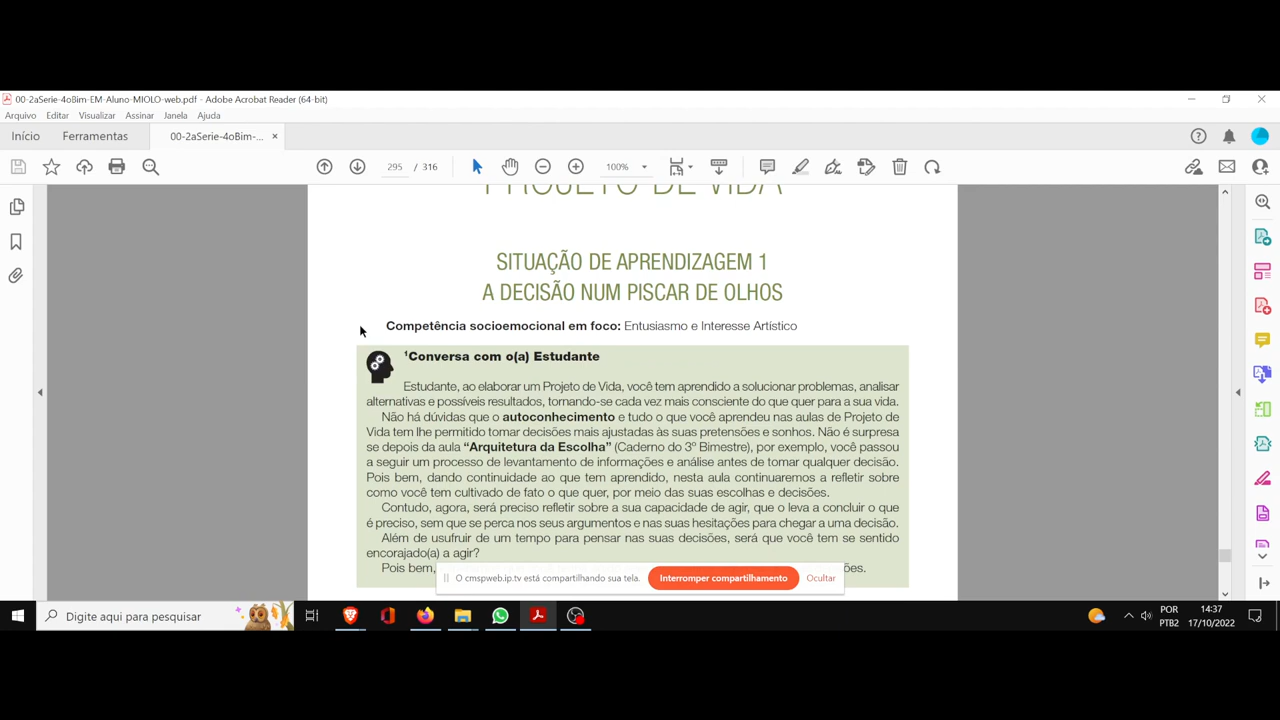 00-2aSerie-4oBim-EM-Aluno-MIOLO-web.pdf - Adobe Acrobat Reader (64-bit)
Arquivo Editar Visualizar Assinar Janela Ajuda
Início Ferramentas 00-2aSerie-4oBim-... ×
295 / 316 100%
PROJETO DE VIDA
SITUAÇÃO DE APRENDIZAGEM 1
A DECISÃO NUM PISCAR DE OLHOS
Competência socioemocional em foco: Entusiasmo e Interesse Artístico
¹Conversa com o(a) Estudante
Estudante, ao elaborar um Projeto de Vida, você tem aprendido a solucionar problemas, analisar
alternativas e possíveis resultados, tornando-se cada vez mais consciente do que quer para a sua vida.
Não há dúvidas que o autoconhecimento e tudo o que você aprendeu nas aulas de Projeto de
Vida tem lhe permitido tomar decisões mais ajustadas às suas pretensões e sonhos. Não é surpresa
se depois da aula “Arquitetura da Escolha” (Caderno do 3º Bimestre), por exemplo, você passou
a seguir um processo de levantamento de informações e análise antes de tomar qualquer decisão.
Pois bem, dando continuidade ao que tem aprendido, nesta aula continuaremos a refletir sobre
como você tem cultivado de fato o que quer, por meio das suas escolhas e decisões.
Contudo, agora, será preciso refletir sobre a sua capacidade de agir, que o leva a concluir o que
é preciso, sem que se perca nos seus argumentos e nas suas hesitações para chegar a uma decisão.
Além de usufruir de um tempo para pensar nas suas decisões, será que você tem se sentido
encorajado(a) a agir?
Pois bem, ões.
O cmspweb.ip.tv está compartilhando sua tela. Interromper compartilhamento Ocultar
Digite aqui para pesquisar
POR
PTB2
14:37
17/10/2022